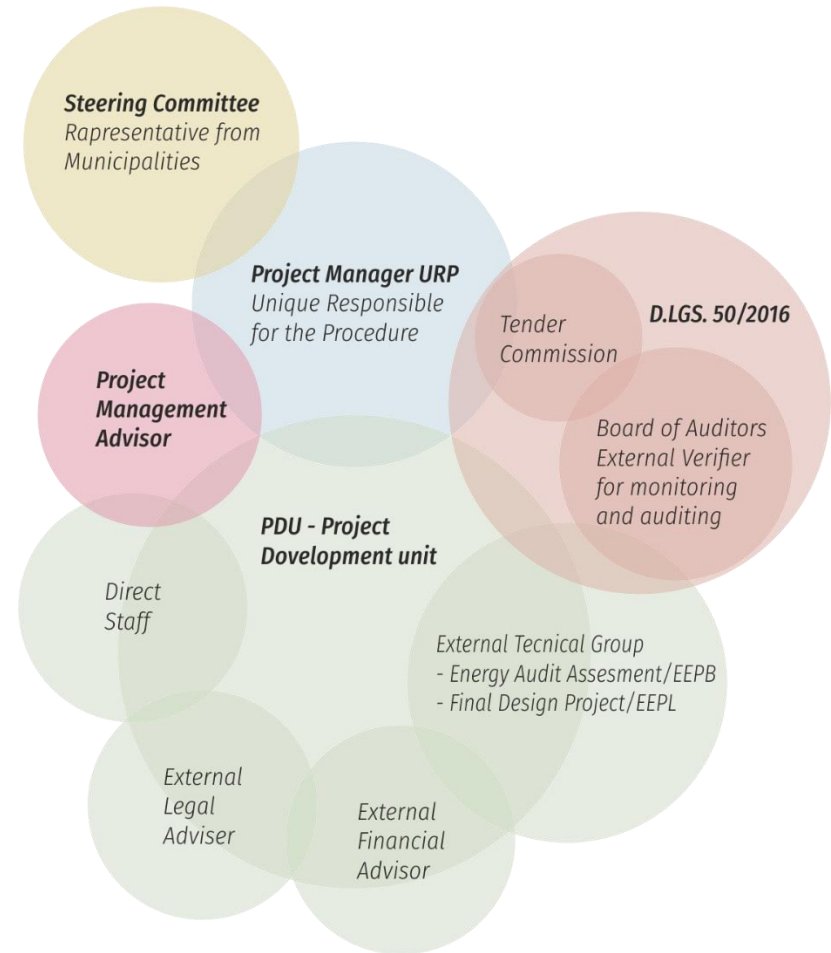 Steering Committee
Rapresentative from
Municipalities
Project Manager URP
Unique Responsible
for the Procedure
Tender
Commission
D.LGS. 50/2016
Project
Management
Advisor
Board of Auditors
External Verifier
for monitoring
and auditing
PDU - Project
Dovelopment unit
Direct
Staff
External Tecnical Group
- Energy Audit Assesment/EEPB
- Final Design Project/EEPL
External
Legal
Adviser
External
Financial
Advisor